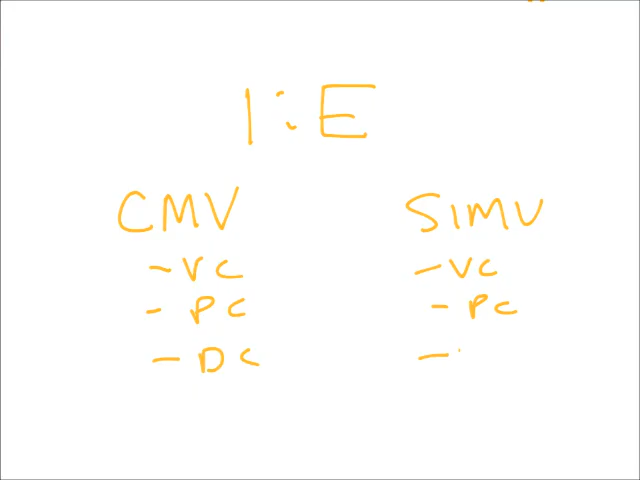 I:E
CMV SIMV
- VC - VC
- PC - PC
- DC -